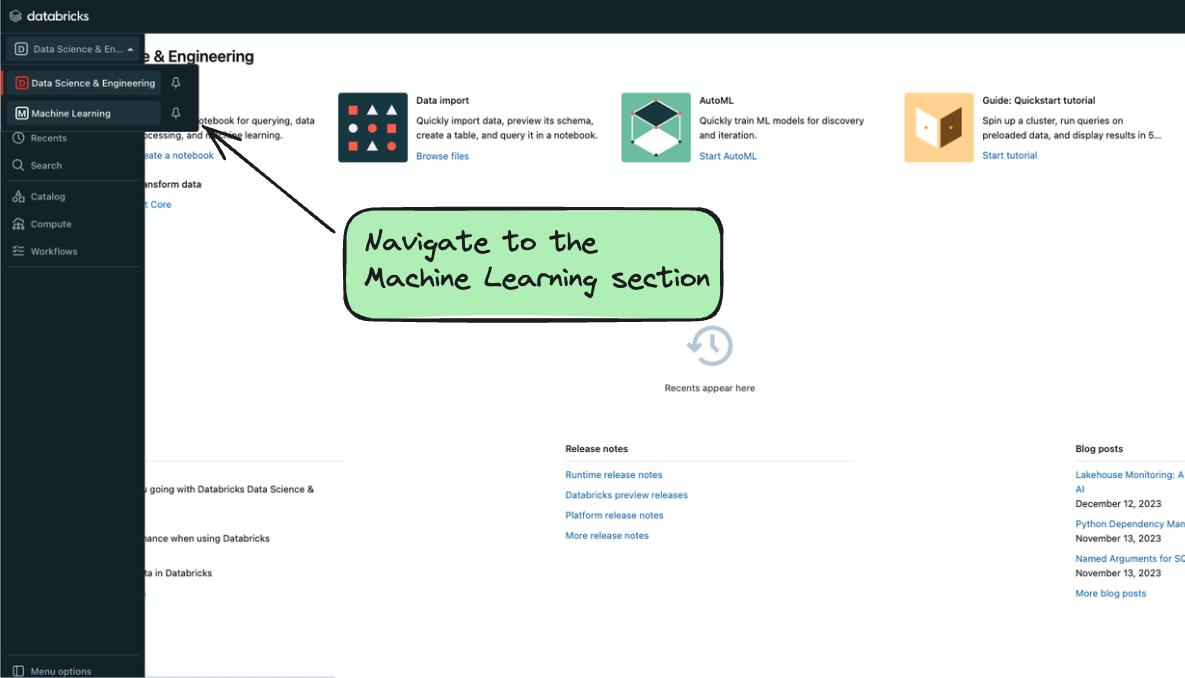 databricks
Data Science & En...
e & Engineering
Data Science & Engineering
Machine Learning
Recents
Search
Catalog
Compute
Workflows
Menu options
otebook for querying, data
ocessing, and machine learning.
eate a notebook
ansform data
t Core
Data import
Quickly import data, preview its schema,
create a table, and query it in a notebook.
Browse files
AutoML
Quickly train ML models for discovery
and iteration.
Start AutoML
Guide: Quickstart tutorial
Spin up a cluster, run queries on
preloaded data, and display results in 5...
Start tutorial
Navigate to the
Machine Learning section
Recents appear here
going with Databricks Data Science &
mance when using Databricks
ta in Databricks
Release notes
Runtime release notes
Databricks preview releases
Platform release notes
More release notes
Blog posts
Lakehouse Monitoring: A
AI
December 12, 2023
Python Dependency Man
November 13, 2023
Named Arguments for SQ
November 13, 2023
More blog posts